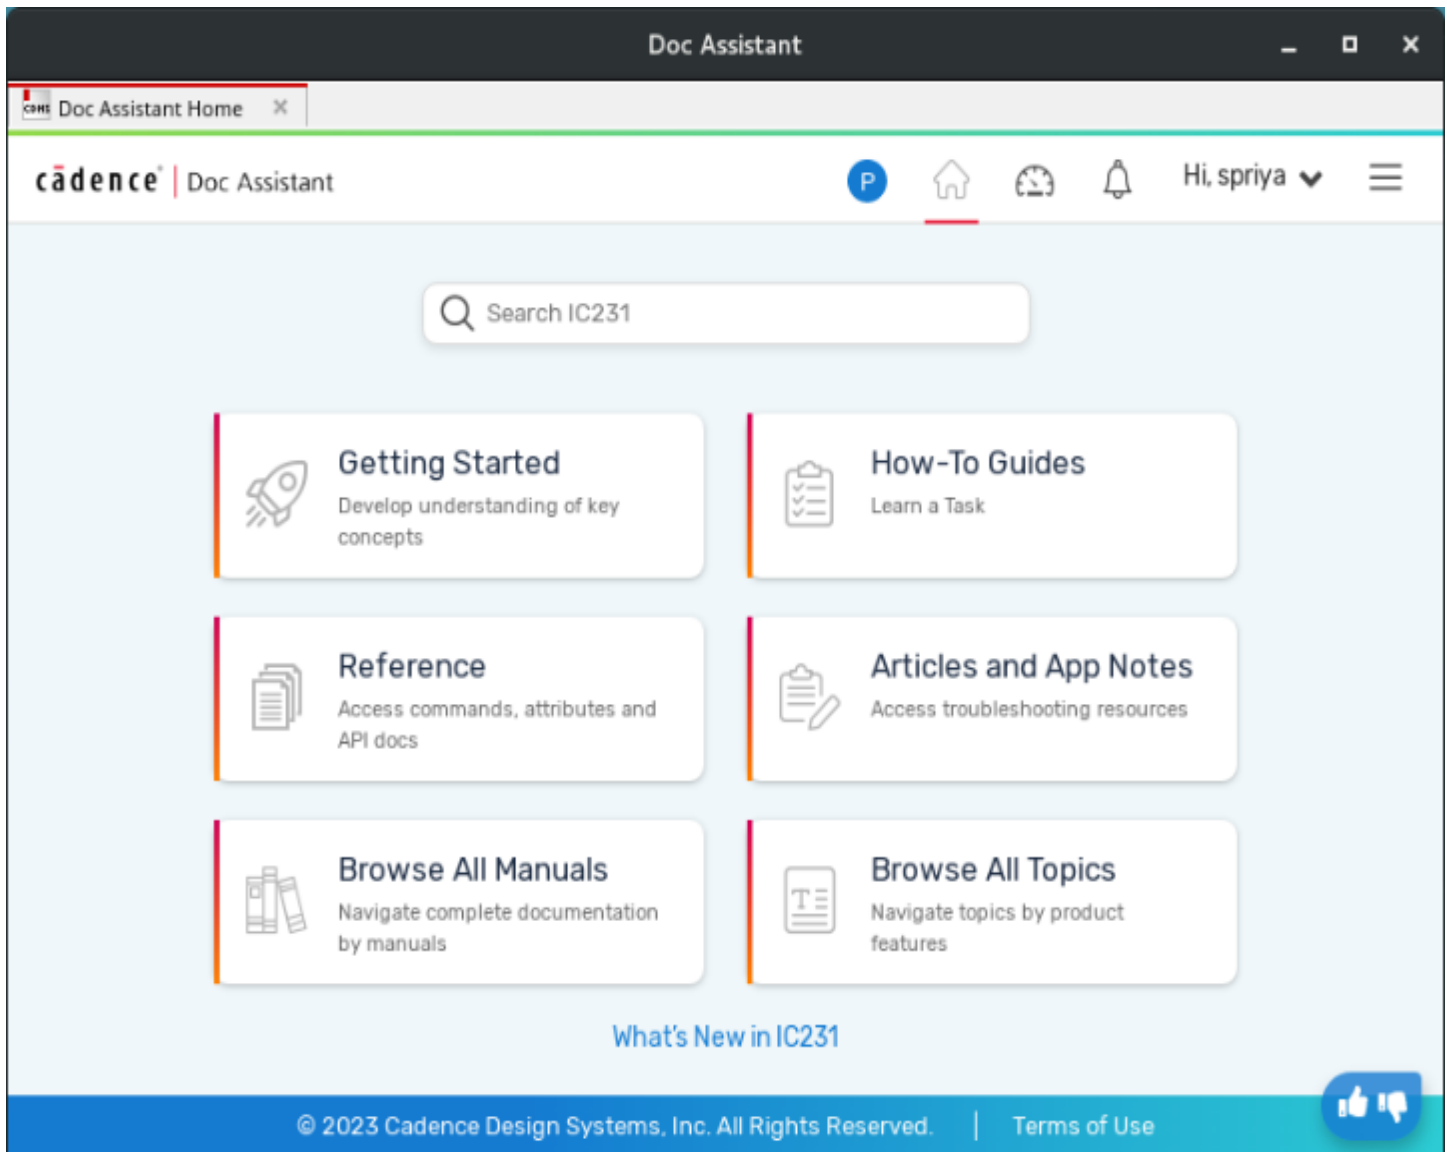 Doc Assistant
CDMS Doc Assistant Home
cādence® | Doc Assistant
P
Hi, spriya
Search IC231
Getting Started
Develop understanding of key
concepts
How-To Guides
Learn a Task
Reference
Access commands, attributes and
API docs
Articles and App Notes
Access troubleshooting resources
Browse All Manuals
Navigate complete documentation
by manuals
Browse All Topics
Navigate topics by product
features
What's New in IC231
© 2023 Cadence Design Systems, Inc. All Rights Reserved. | Terms of Use